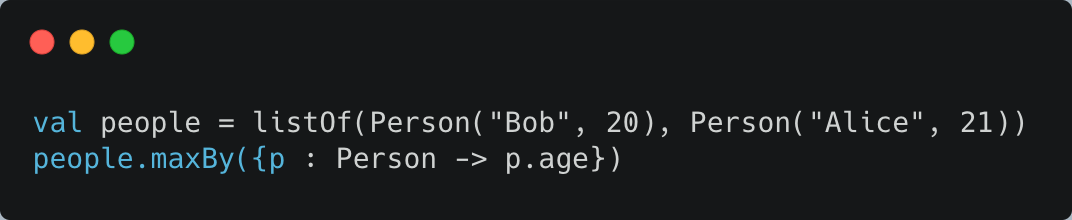 val people = listOf(Person("Bob", 20), Person("Alice", 21))
people.maxBy({p : Person -> p.age})